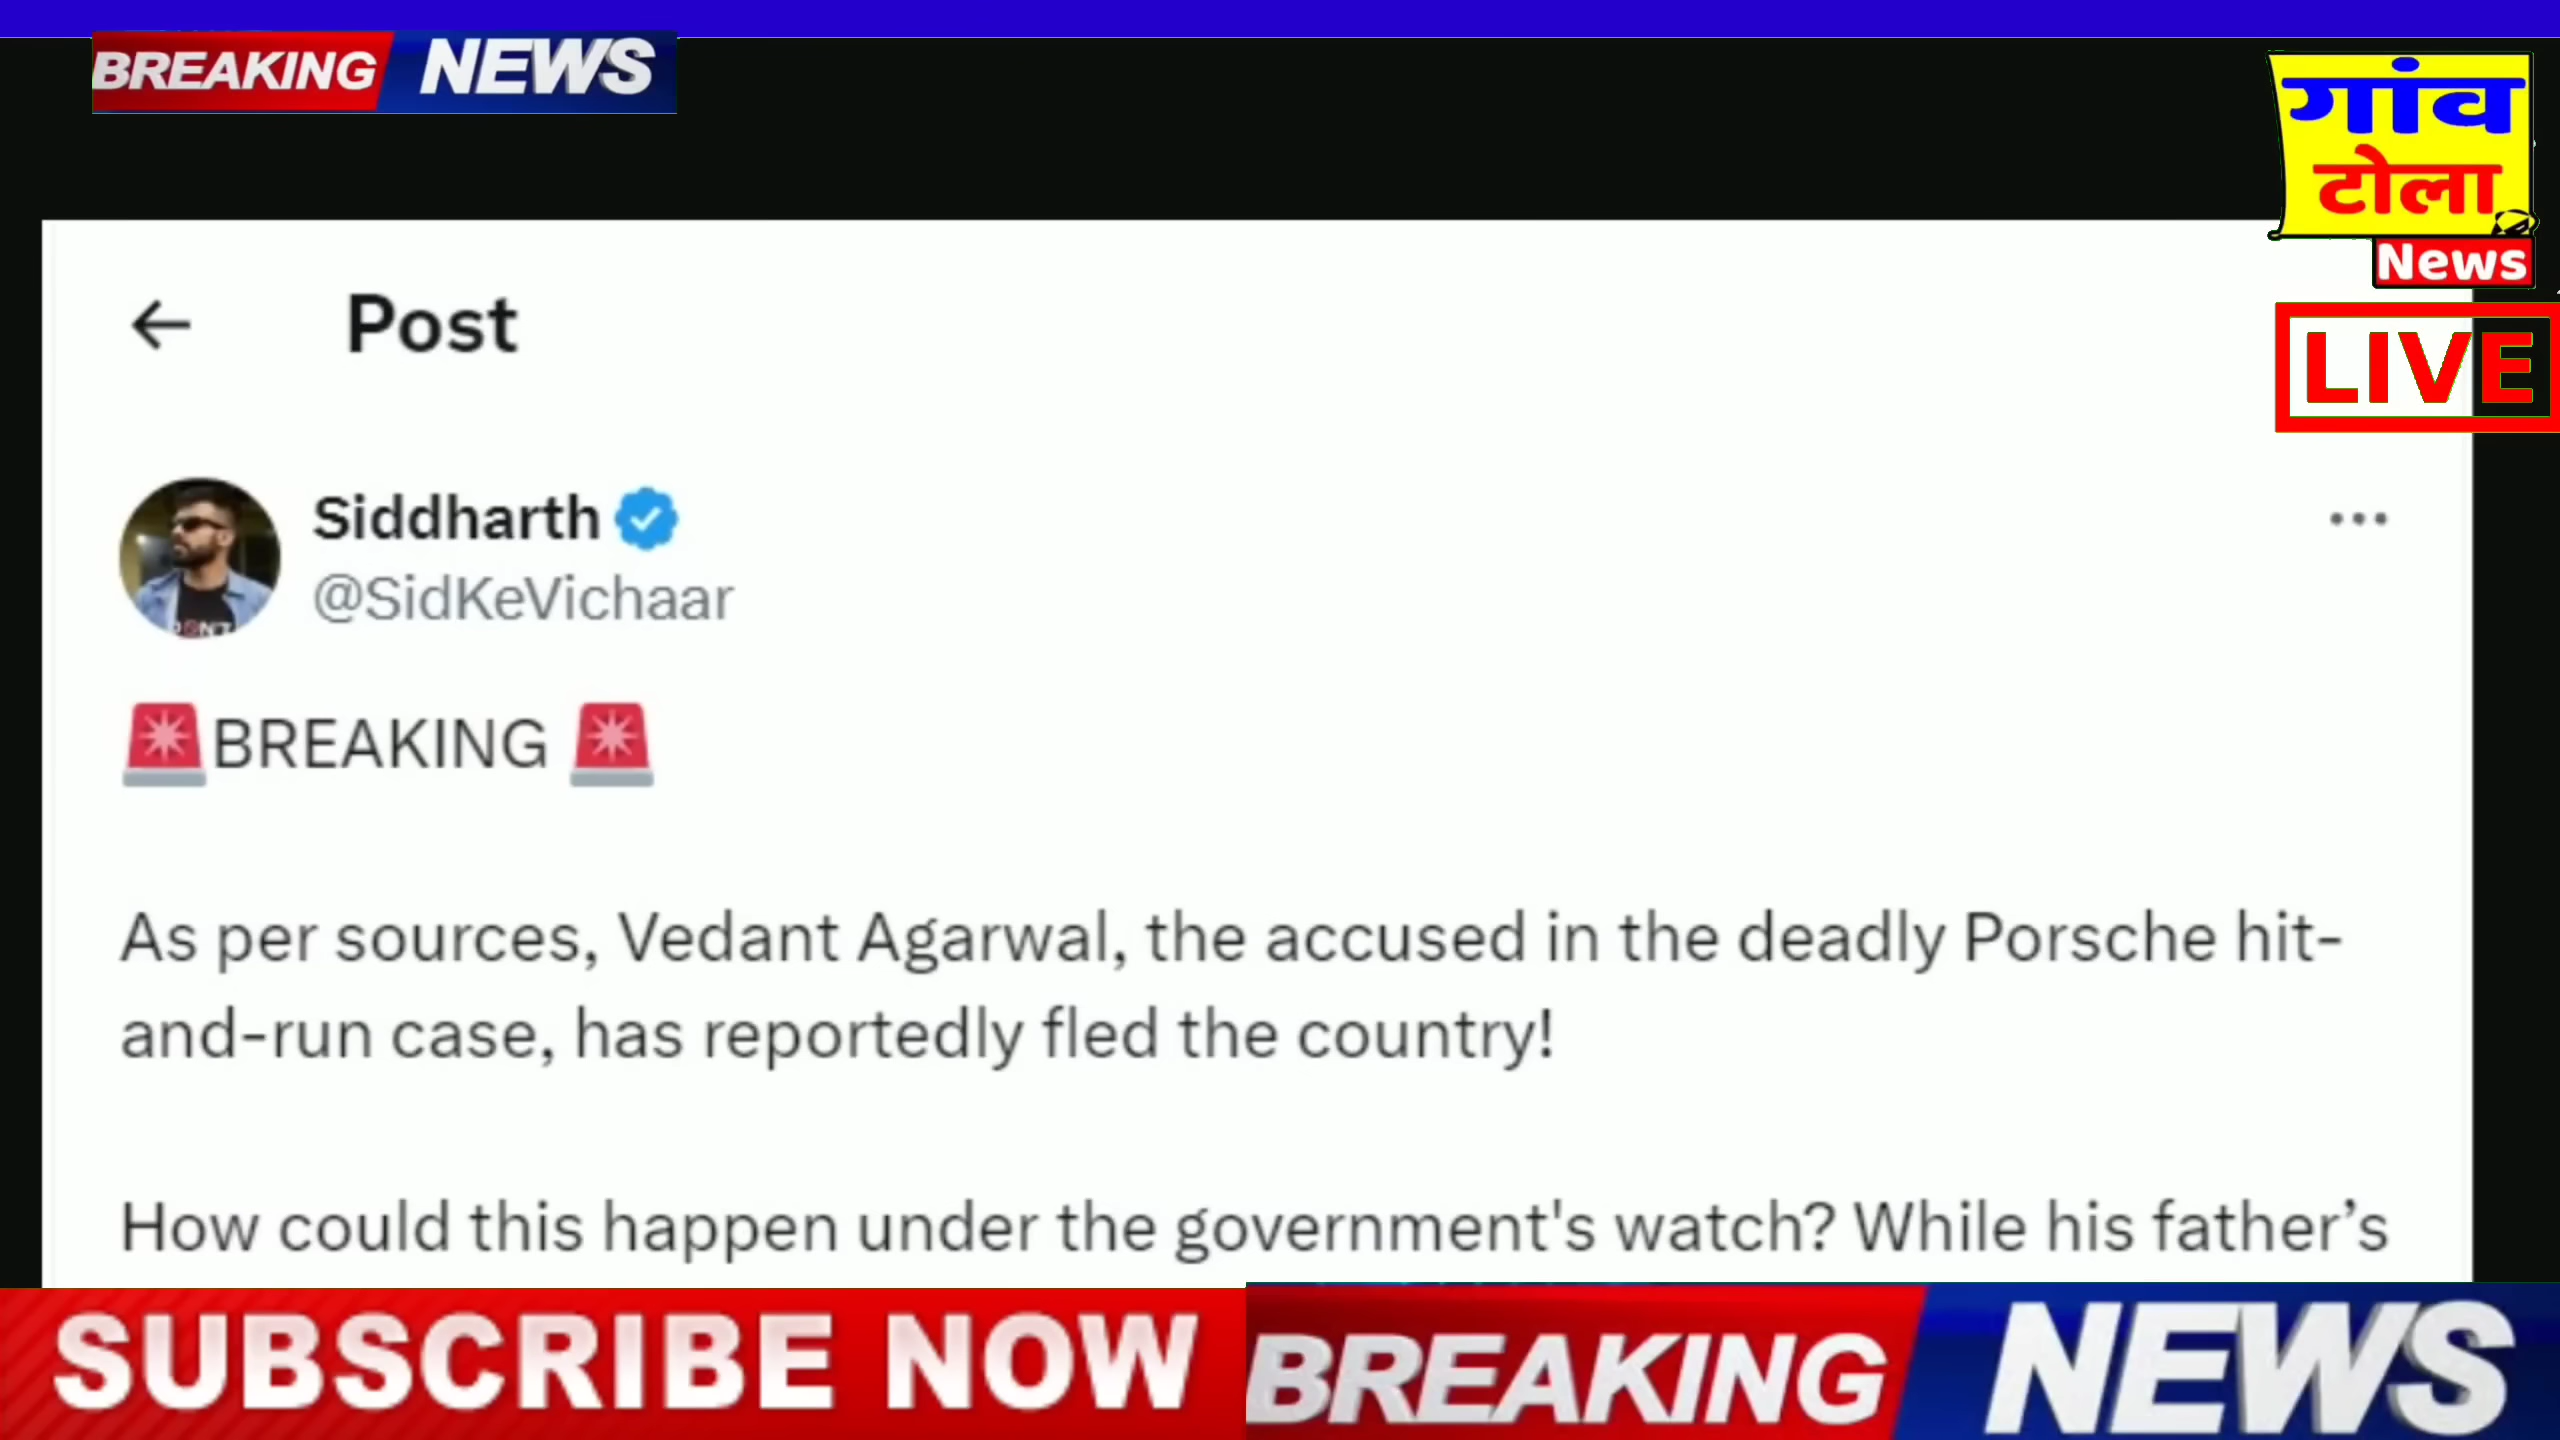 BREAKING NEWS
गांव
टोला
News
LIVE
← Post
Siddharth
@SidKeVichaar
🚨BREAKING 🚨
As per sources, Vedant Agarwal, the accused in the deadly Porsche hit-
and-run case, has reportedly fled the country!
How could this happen under the government's watch? While his father’s
SUBSCRIBE NOW
BREAKING NEWS